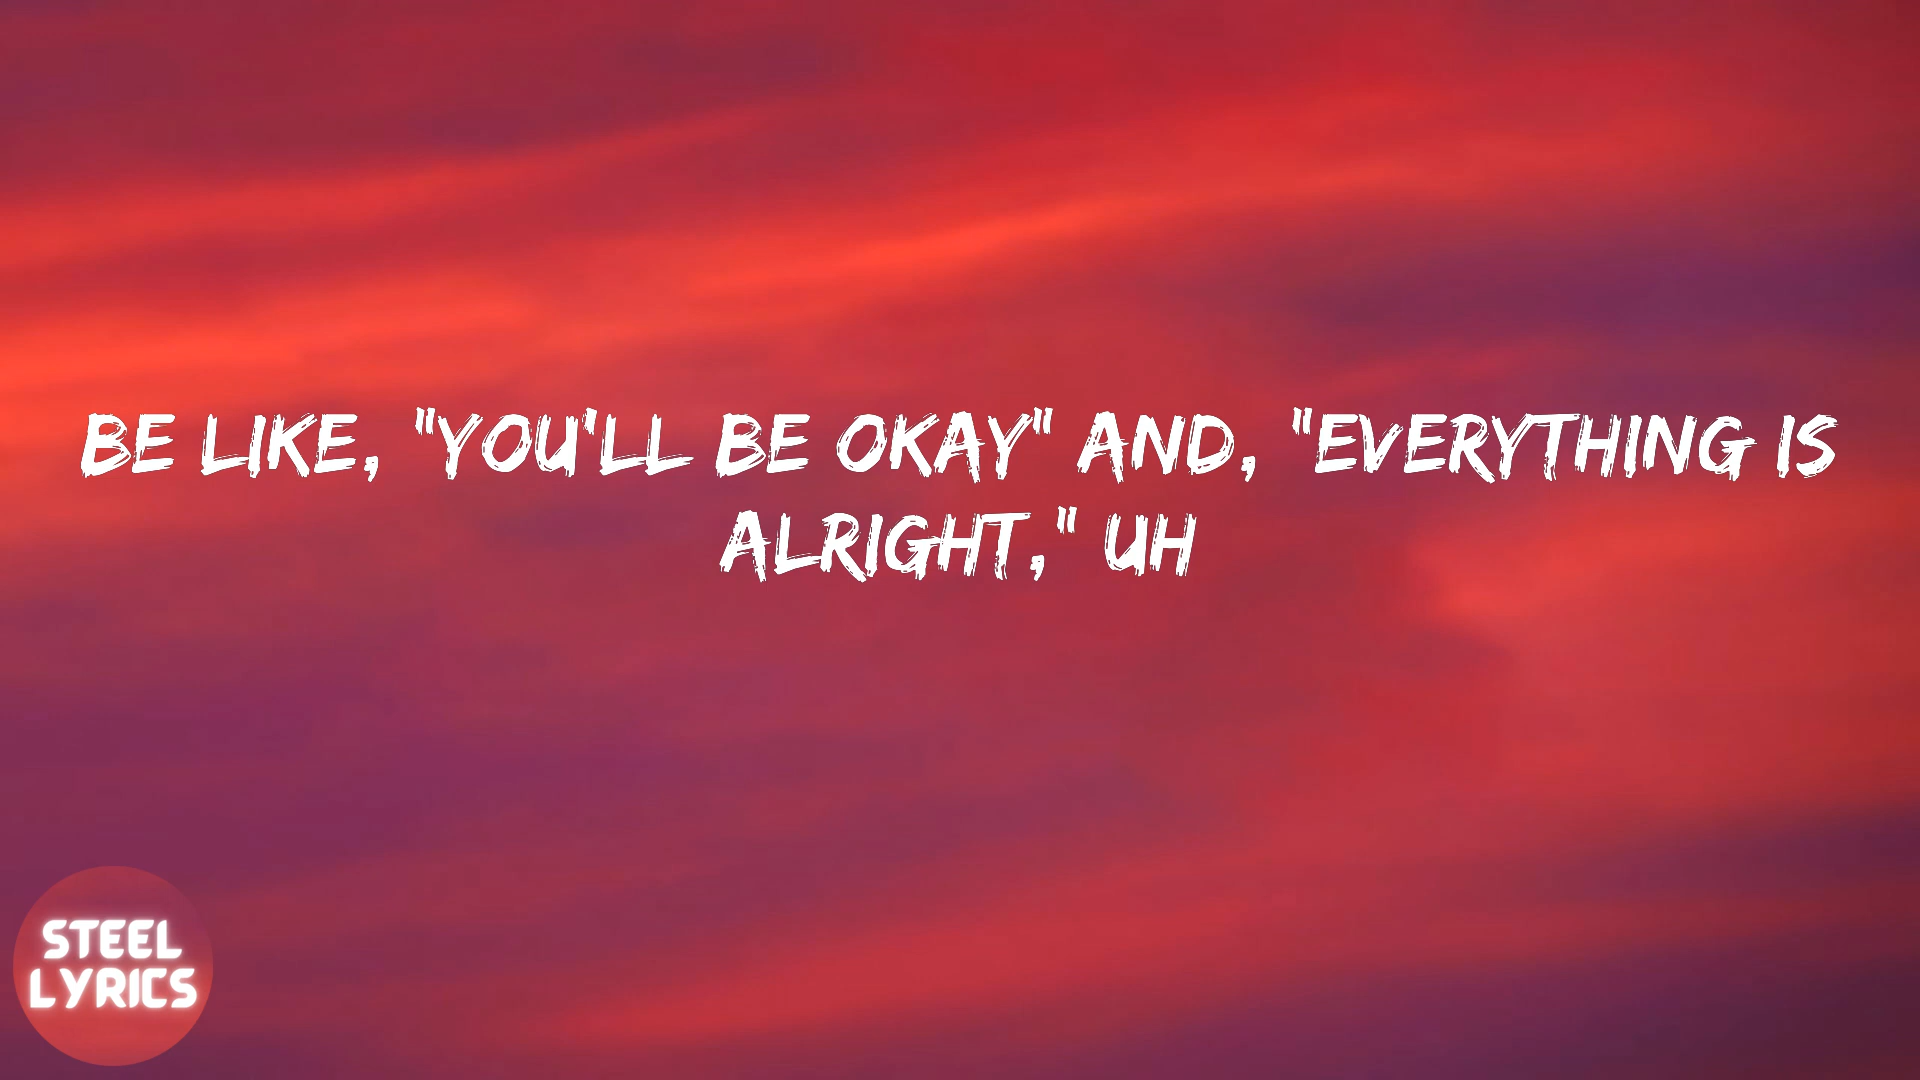 BE LIKE, "YOU'LL BE OKAY" AND, "EVERYTHING IS
ALRIGHT," UH
STEEL
LYRICS